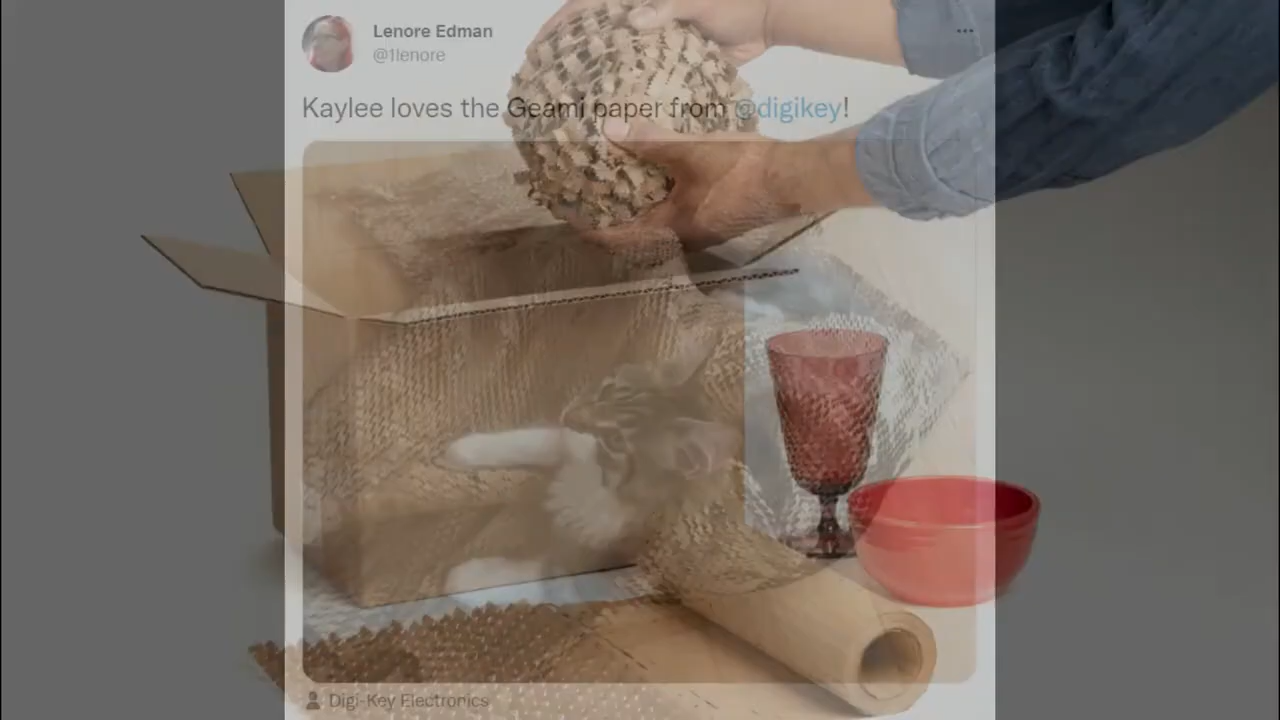 Lenore Edman
@1lenore
Kaylee loves the Geami paper from @digikey!
Digi-Key Electronics